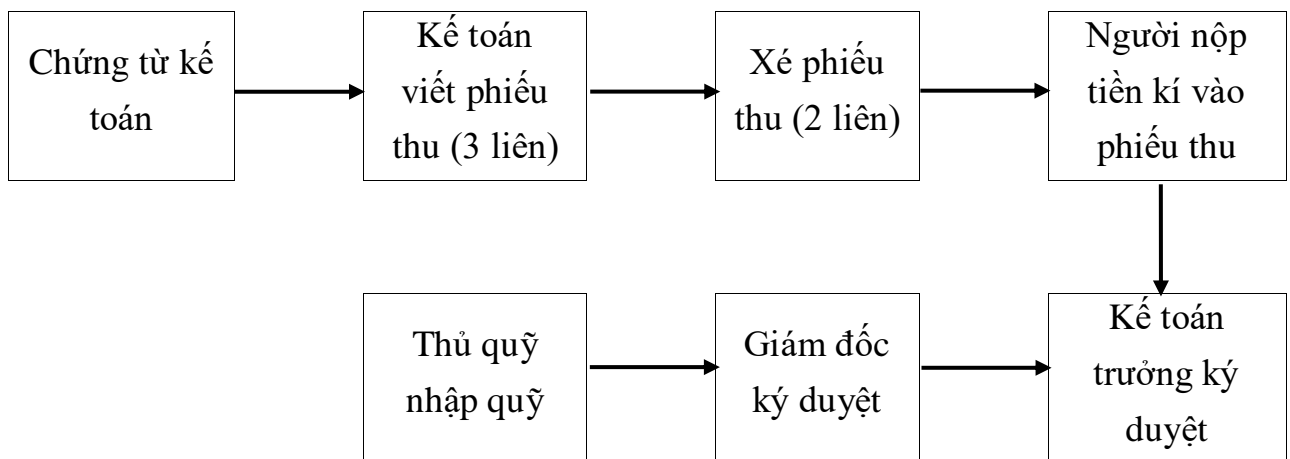 Chứng từ kế
toán
Kế toán
viết phiếu
thu (3 liên)
Xé phiếu
thu (2 liên)
Người nộp
tiền kí vào
phiếu thu
Thủ quỹ
nhập quỹ
Giám đốc
ký duyệt
Kế toán
trưởng ký
duyệt